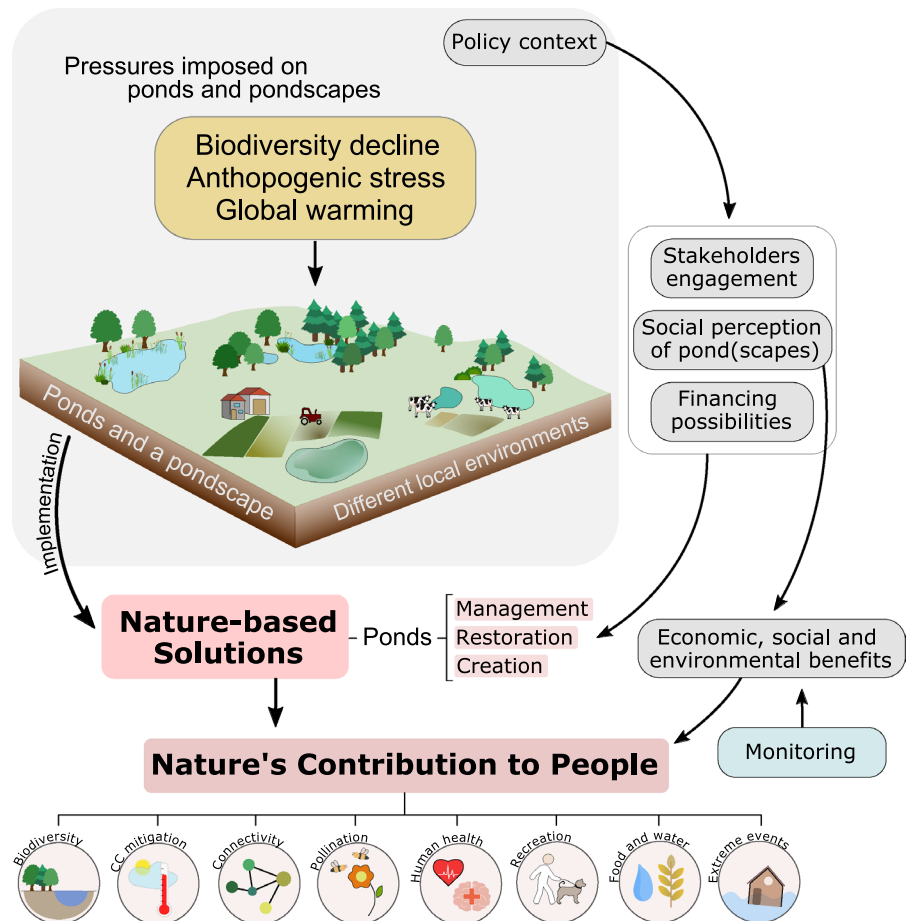 Policy context
Pressures imposed on
ponds and pondscapes
Biodiversity decline
Anthopogenic stress
Global warming
Stakeholders
engagement
Social perception
of pond(scapes)
Financing
possibilities
Ponds and a pondscape
Different local environments
Implementation
Nature-based
Solutions
Ponds
Management
Restoration
Creation
Economic, social and
environmental benefits
Monitoring
Nature's Contribution to People
Biodiversity
CC mitigation
Connectivity
Pollination
Human health
Recreation
Food and water
Extreme events